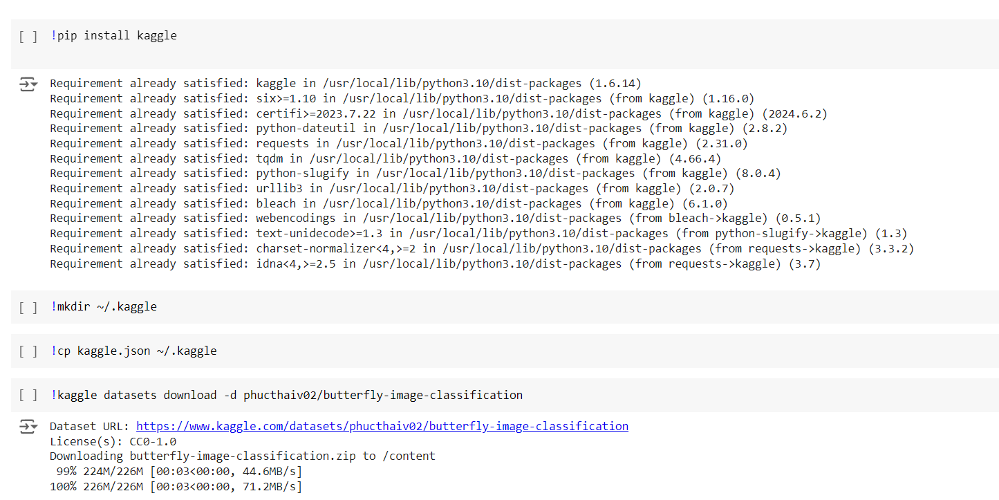 [ ] !pip install kaggle
Requirement already satisfied: kaggle in /usr/local/lib/python3.10/dist-packages (1.6.14)
Requirement already satisfied: six>=1.10 in /usr/local/lib/python3.10/dist-packages (from kaggle) (1.16.0)
Requirement already satisfied: certifi>=2023.7.22 in /usr/local/lib/python3.10/dist-packages (from kaggle) (2024.6.2)
Requirement already satisfied: python-dateutil in /usr/local/lib/python3.10/dist-packages (from kaggle) (2.8.2)
Requirement already satisfied: requests in /usr/local/lib/python3.10/dist-packages (from kaggle) (2.31.0)
Requirement already satisfied: tqdm in /usr/local/lib/python3.10/dist-packages (from kaggle) (4.66.4)
Requirement already satisfied: python-slugify in /usr/local/lib/python3.10/dist-packages (from kaggle) (8.0.4)
Requirement already satisfied: urllib3 in /usr/local/lib/python3.10/dist-packages (from kaggle) (2.0.7)
Requirement already satisfied: bleach in /usr/local/lib/python3.10/dist-packages (from kaggle) (6.1.0)
Requirement already satisfied: webencodings in /usr/local/lib/python3.10/dist-packages (from bleach->kaggle) (0.5.1)
Requirement already satisfied: text-unidecode>=1.3 in /usr/local/lib/python3.10/dist-packages (from python-slugify->kaggle) (1.3)
Requirement already satisfied: charset-normalizer<4,>=2 in /usr/local/lib/python3.10/dist-packages (from requests->kaggle) (3.3.2)
Requirement already satisfied: idna<4,>=2.5 in /usr/local/lib/python3.10/dist-packages (from requests->kaggle) (3.7)
[ ] !mkdir ~/.kaggle
[ ] !cp kaggle.json ~/.kaggle
[ ] !kaggle datasets download -d phucthaiv02/butterfly-image-classification
Dataset URL: https://www.kaggle.com/datasets/phucthaiv02/butterfly-image-classification
License(s): CC0-1.0
Downloading butterfly-image-classification.zip to /content
99% 224M/226M [00:03<00:00, 44.6MB/s]
100% 226M/226M [00:03<00:00, 71.2MB/s]